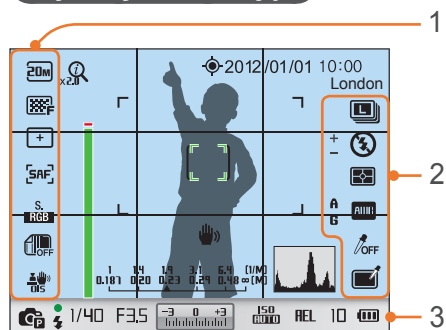 1
20M
x2.0
2012/01/01 10:00
London
F
L
+
+
-
2
SAF
S.
RGB
A
G
AWB
OFF
OFF
OIS
1 1.4 1.9 3.1 6.4 (1/M)
0.187 0.20 0.23 0.29 0.48 ∞(M)
P
1/40 F3.5
-3 0 +3
ISO
AUTO
AEL 10
3